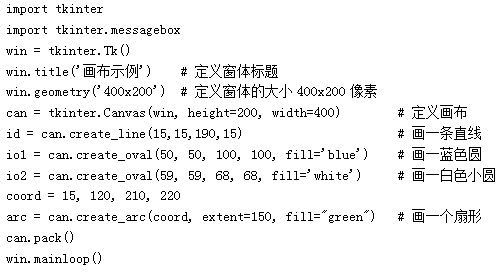 import tkinter
import tkinter.messagebox
win = tkinter.Tk()
win.title('画布示例')    # 定义窗体标题
win.geometry('400x200')  # 定义窗体的大小 400x200 像素
can = tkinter.Canvas(win, height=200, width=400)        # 定义画布
id = can.create_line(15,15,190,15)                      # 画一条直线
io1 = can.create_oval(50, 50, 100, 100, fill='blue')    # 画一蓝色圆
io2 = can.create_oval(59, 59, 68, 68, fill='white')     # 画一白色小圆
coord = 15, 120, 210, 220
arc = can.create_arc(coord, extent=150, fill="green")   # 画一个扇形
can.pack()
win.mainloop()